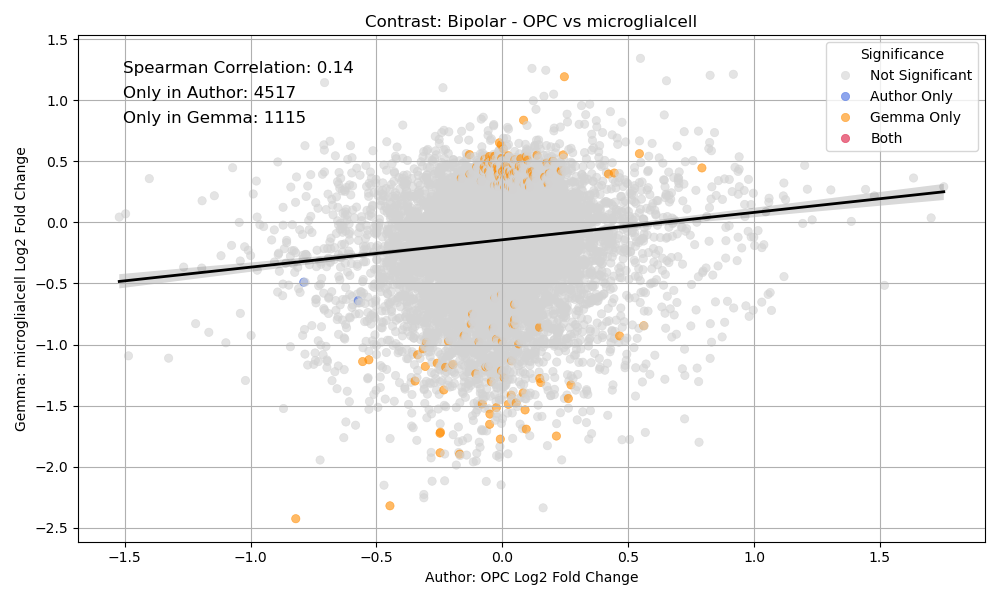 Contrast: Bipolar - OPC vs microglialcell
Spearman Correlation: 0.14
Only in Author: 4517
Only in Gemma: 1115
Significance
Not Significant
Author Only
Gemma Only
Both
1.5
1.0
0.5
0.0
−0.5
−1.0
−1.5
−2.0
−2.5
Gemma: microglialcell Log2 Fold Change
−1.5
−1.0
−0.5
0.0
0.5
1.0
1.5
Author: OPC Log2 Fold Change